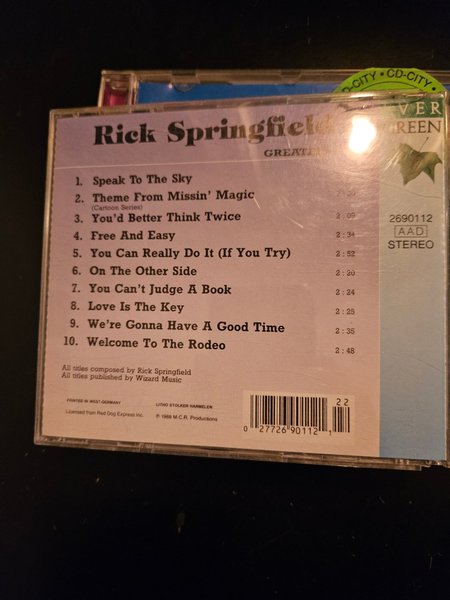 CD-CITY • CD-CITY •
VER
GREEN
Rick Springfield
GREATE
1. Speak To The Sky
2. Theme From Missin' Magic
(Cartoon Series)
3. You'd Better Think Twice 2:09
4. Free And Easy 2:34
5. You Can Really Do It (If You Try) 2:52
6. On The Other Side 2:20
7. You Can't Judge A Book 2:24
8. Love Is The Key 2:25
9. We're Gonna Have A Good Time 2:35
10. Welcome To The Rodeo 2:48
2690112
AAD
STEREO
All titles composed by Rick Springfield
All titles published by Wizard Music
PRINTED IN WEST-GERMANY LITHO STOLKER HARMELEN
Licensed from Red Dog Express Inc. ℗ 1989 M.C.R. Productions
22
0 27726 90112 1